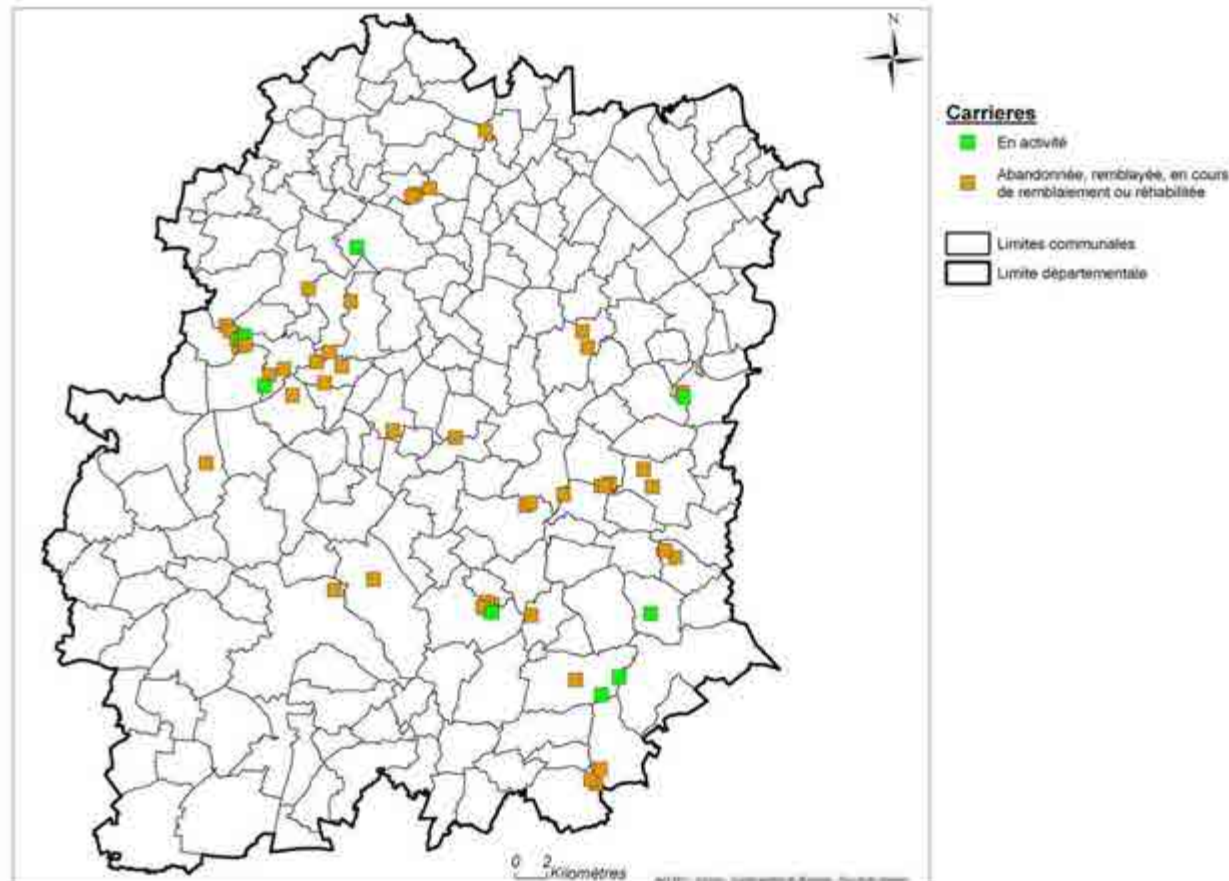 N
Carrieres
En activité
Abandonnée, remblayée, en cours
de remblaiement ou réhabilitée
Limites communales
Limite départementale
0 2
Kilomètres